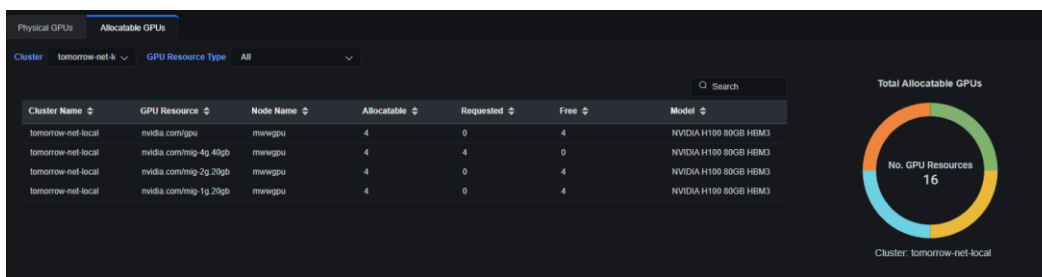 Physical GPUs Allocatable GPUs
Cluster tomorrow-net-l GPU Resource Type All
Search
Cluster Name GPU Resource Node Name Allocatable Requested Free Model
tomorrow-net-local nvidia.com/gpu mwwgpu 4 0 4 NVIDIA H100 80GB HBM3
tomorrow-net-local nvidia.com/mig-4g.40gb mwwgpu 4 4 0 NVIDIA H100 80GB HBM3
tomorrow-net-local nvidia.com/mig-2g.20gb mwwgpu 4 0 4 NVIDIA H100 80GB HBM3
tomorrow-net-local nvidia.com/mig-1g.20gb mwwgpu 4 0 4 NVIDIA H100 80GB HBM3
Total Allocatable GPUs
No. GPU Resources
16
Cluster: tomorrow-net-local